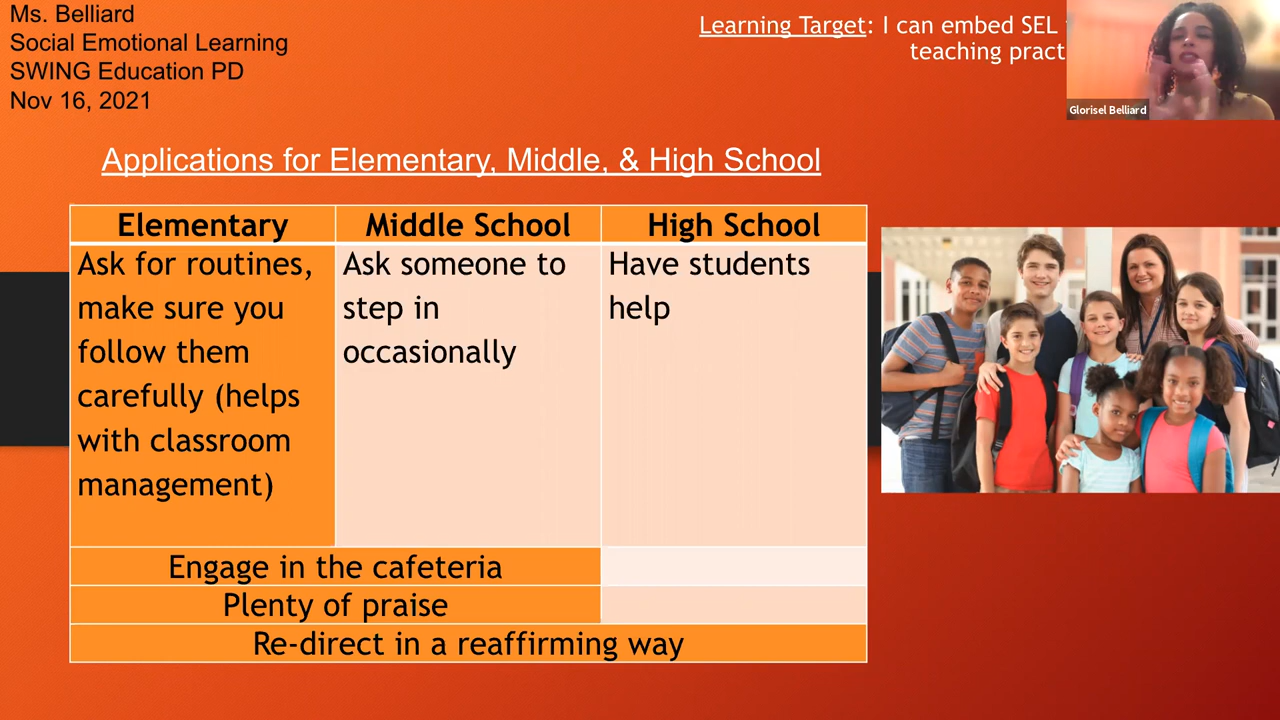 Ms. Belliard
Social Emotional Learning
SWING Education PD
Nov 16, 2021
Learning Target: I can embed SEL
teaching
Glorisel Belliard
Applications for Elementary, Middle, & High School
Elementary
Middle School
High School
Ask for routines,
make sure you
follow them
carefully (helps
with classroom
management)
Ask someone to
step in
occasionally
Have students
help
Engage in the cafeteria
Plenty of praise
Re-direct in a reaffirming way